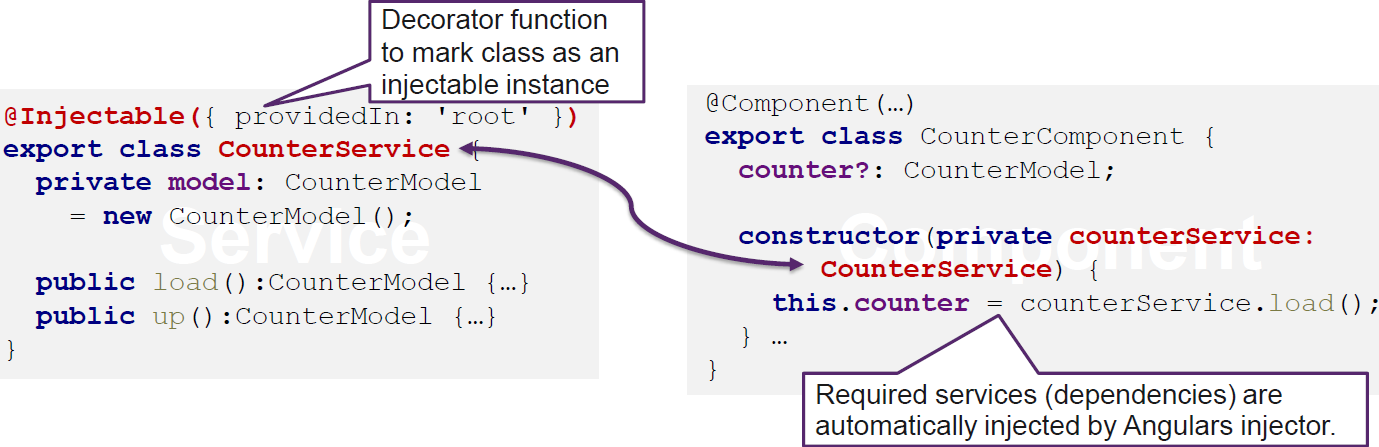 Decorator function
to mark class as an
injectable instance
@Injectable({ providedIn: 'root' })
export class CounterService {
private model: CounterModel
= new CounterModel();
public load():CounterModel {…}
public up():CounterModel {…}
}
Service
@Component(…)
export class CounterComponent {
counter?: CounterModel;
constructor(private counterService:
CounterService) {
this.counter = counterService.load();
} …
}
Component
Required services (dependencies) are
automatically injected by Angulars injector.